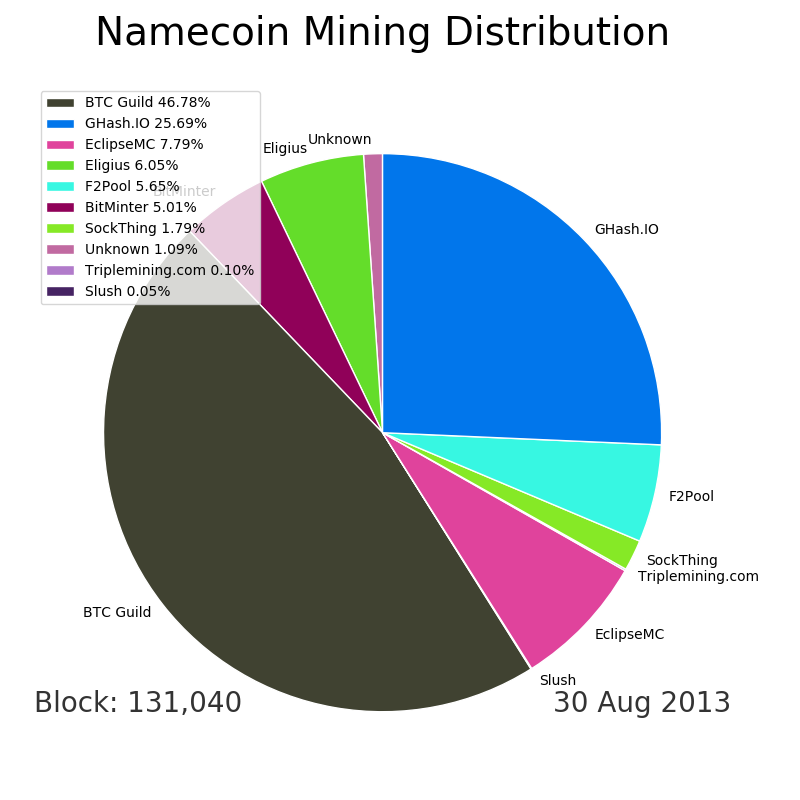 Namecoin Mining Distribution
BTC Guild 46.78%
GHash.IO 25.69%
EclipseMC 7.79%
Eligius 6.05%
F2Pool 5.65%
BitMinter 5.01%
SockThing 1.79%
Unknown 1.09%
Triplemining.com 0.10%
Slush 0.05%
Unknown
Eligius
BitMinter
GHash.IO
F2Pool
SockThing
Triplemining.com
BTC Guild
EclipseMC
Slush
Block: 131,040
30 Aug 2013